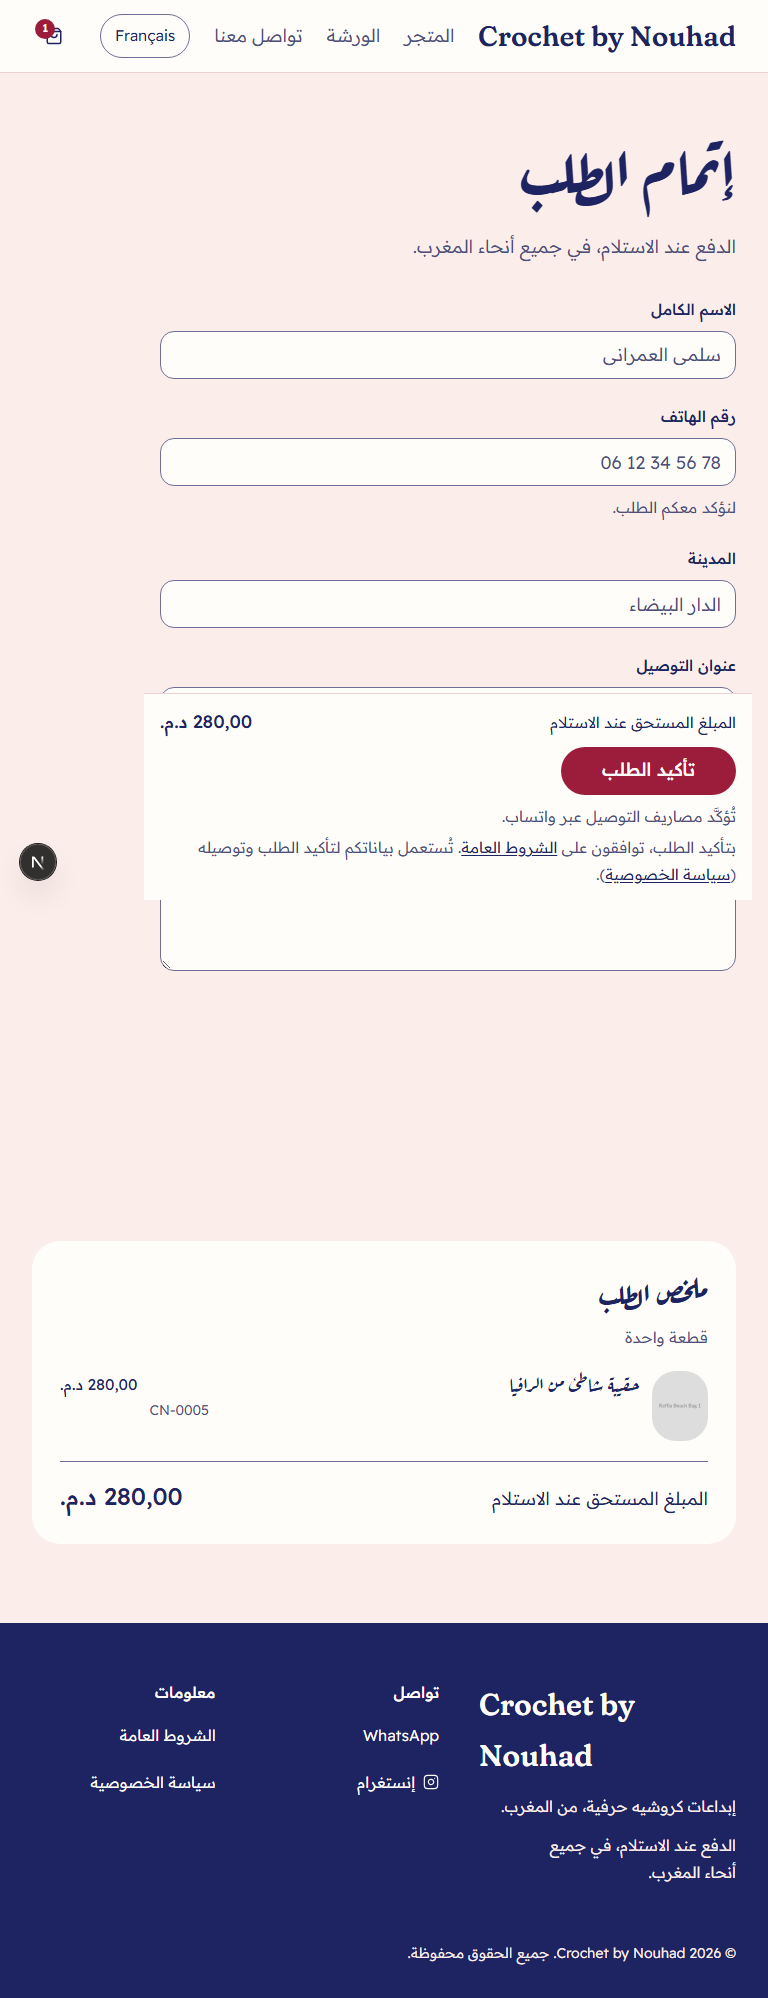 Crochet by Nouhad
المتجر
الورشة
تواصل معنا
Français
1
إتمام الطلب
الدفع عند الاستلام، في جميع أنحاء المغرب.
الاسم الكامل
سلمى العمراني
رقم الهاتف
06 12 34 56 78
لنؤكد معكم الطلب.
المدينة
الدار البيضاء
عنوان التوصيل
المبلغ المستحق عند الاستلام 280,00 د.م.
تأكيد الطلب
تُؤكَّد مصاريف التوصيل عبر واتساب.
بتأكيد الطلب، توافقون على الشروط العامة. تُستعمل بياناتكم لتأكيد الطلب وتوصيله
(سياسة الخصوصية).
N
ملخص الطلب
قطعة واحدة
Raffia Beach Bag 1
حقيبة شاطئ من الرافيا 280,00 د.م.
CN-0005
المبلغ المستحق عند الاستلام 280,00 د.م.
Crochet by
Nouhad
إبداعات كروشيه حرفية، من المغرب.
الدفع عند الاستلام، في جميع
أنحاء المغرب.
تواصل
WhatsApp
إنستغرام
معلومات
الشروط العامة
سياسة الخصوصية
© 2026 Crochet by Nouhad. جميع الحقوق محفوظة.